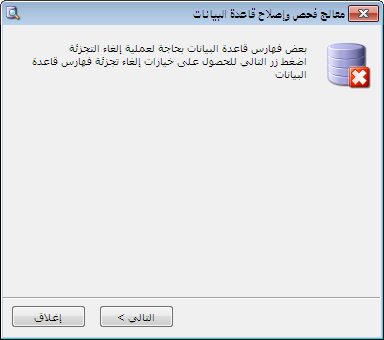 معالج فحص وإصلاح قاعدة البيانات
بعض فهارس قاعدة البيانات بحاجة لعملية إلغاء التجزئة
اضغط زر التالي للحصول على خيارات إلغاء تجزئة فهارس قاعدة
البيانات
التالي >
إغلاق